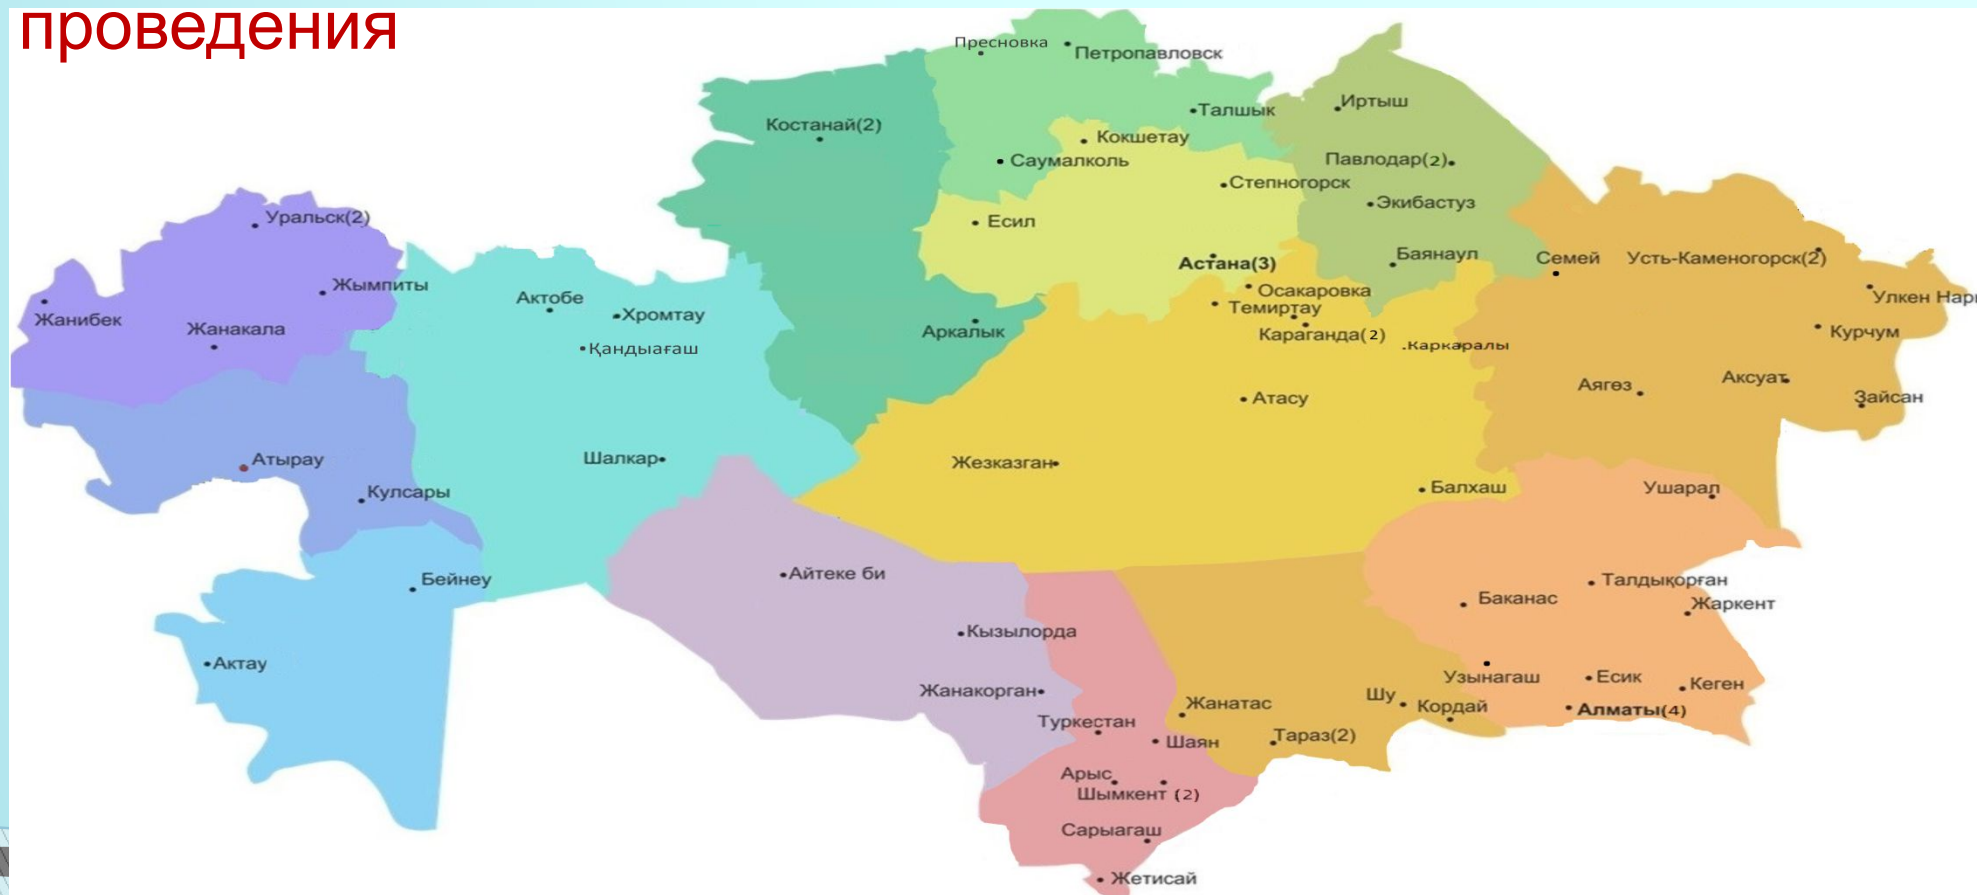 проведения
Пресновка
Петропавловск
Талшык
Иртыш
Костанай(2)
Кокшетау
Саумалколь
Павлодар(2)
Степногорск
Экибастуз
Уральск(2)
Есил
Баянаул
Астана(3)
Семей
Усть-Каменогорск(2)
Жымпиты
Осакаровка
Улкен Нар
Актобе
Темиртау
Жанибек
Хромтау
Жанакала
Аркалык
Караганда(2)
Каркаралы
Курчум
Қандыағаш
Аягөз
Аксуат
Зайсан
Атасу
Атырау
Шалкар
Жезказган
Кулсары
Балхаш
Ушарал
Бейнеу
Айтеке би
Талдықорған
Баканас
Жаркент
Кызылорда
Актау
Узынагаш
Есик
Кеген
Жанакорган
Жанатас
Шу
Кордай
Алматы(4)
Туркестан
Шаян
Тараз(2)
Арыс
Шымкент (2)
Сарыагаш
Жетисай